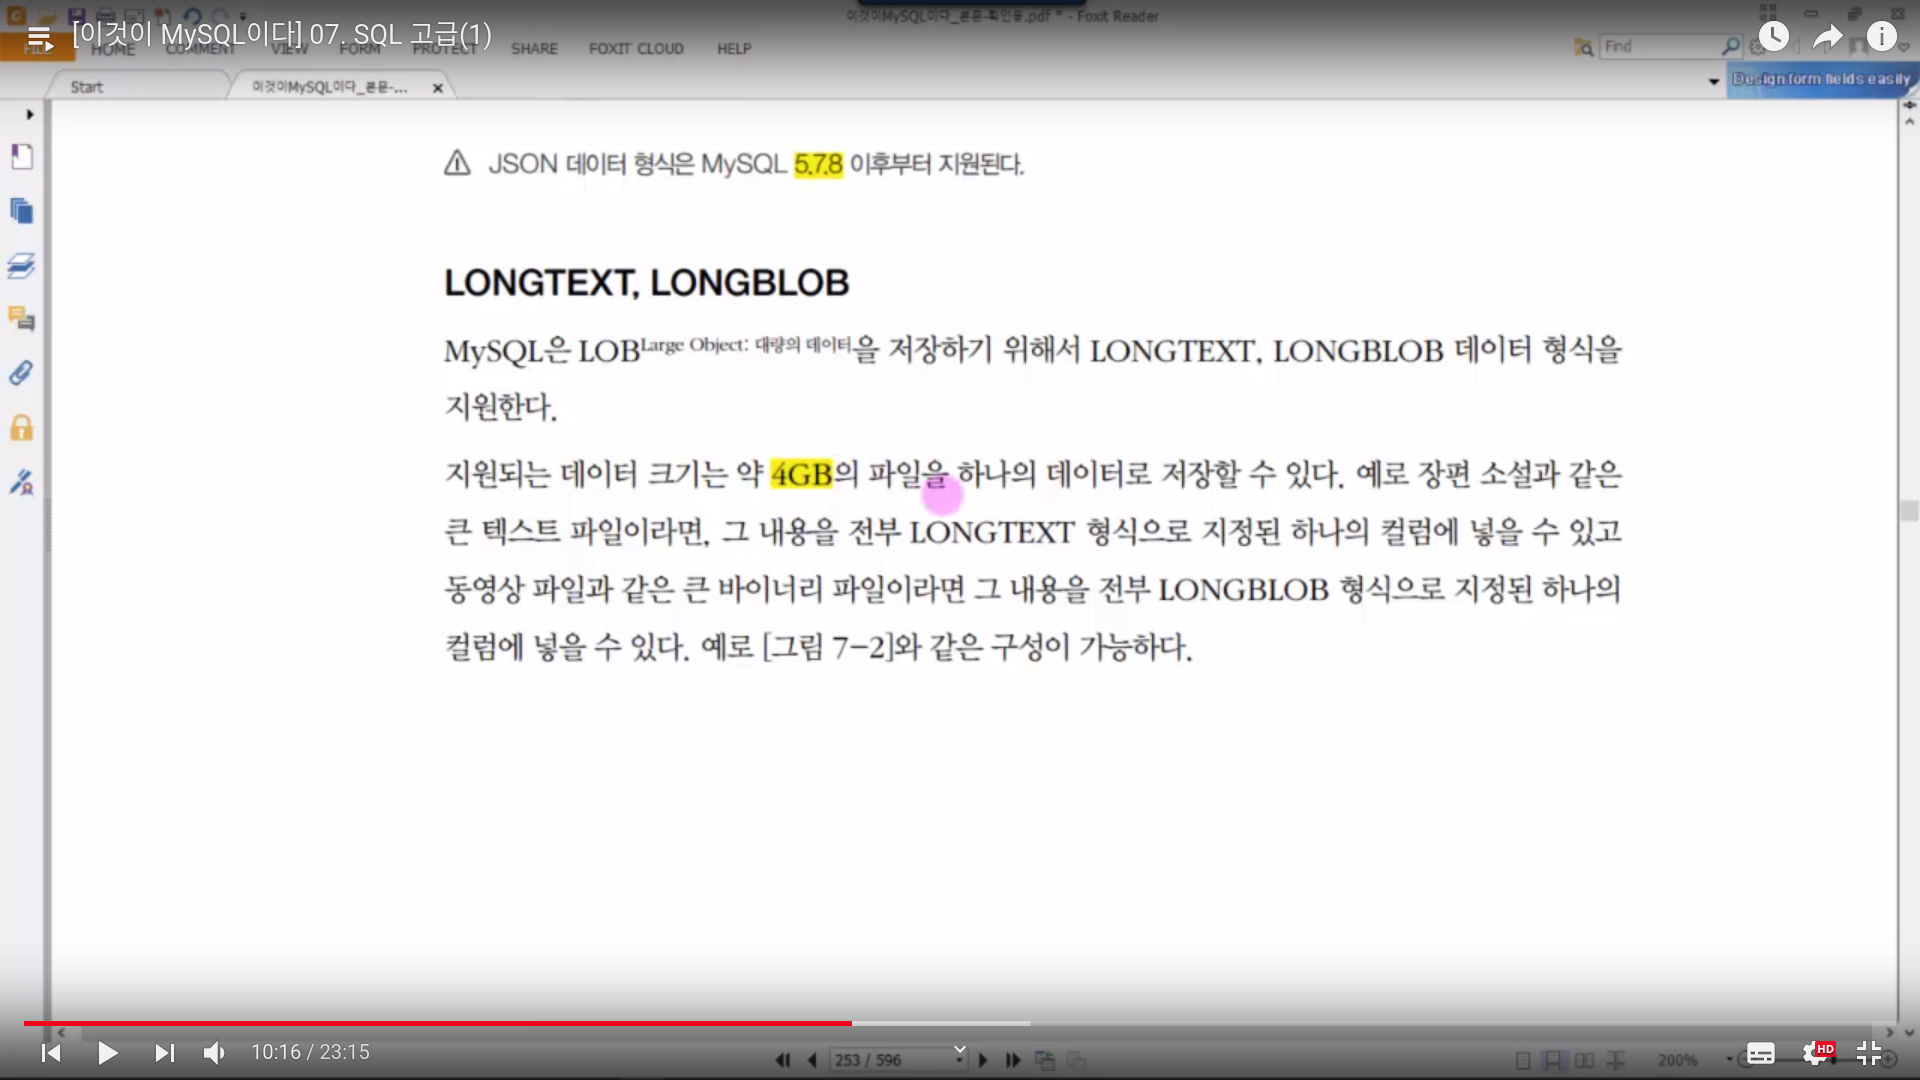 [이것이 MySQL이다] 07. SQL 고급(1)
이것이MySQL이다_본문-확인용.pdf * - Foxit Reader
FILE HOME COMMENT VIEW FORM PROTECT SHARE FOXIT CLOUD HELP
Find
Start
이것이MySQL이다_본문-...
Design form fields easily
JSON 데이터 형식은 MySQL 5.7.8 이후부터 지원된다.
LONGTEXT, LONGBLOB
MySQL은 LOB Large Object: 대량의 데이터을 저장하기 위해서 LONGTEXT, LONGBLOB 데이터 형식을
지원한다.
지원되는 데이터 크기는 약 4GB의 파일을 하나의 데이터로 저장할 수 있다. 예로 장편 소설과 같은
큰 텍스트 파일이라면, 그 내용을 전부 LONGTEXT 형식으로 지정된 하나의 컬럼에 넣을 수 있고
동영상 파일과 같은 큰 바이너리 파일이라면 그 내용을 전부 LONGBLOB 형식으로 지정된 하나의
컬럼에 넣을 수 있다. 예로 [그림 7-2]와 같은 구성이 가능하다.
10:16 / 23:15
253 / 596
200%
HD